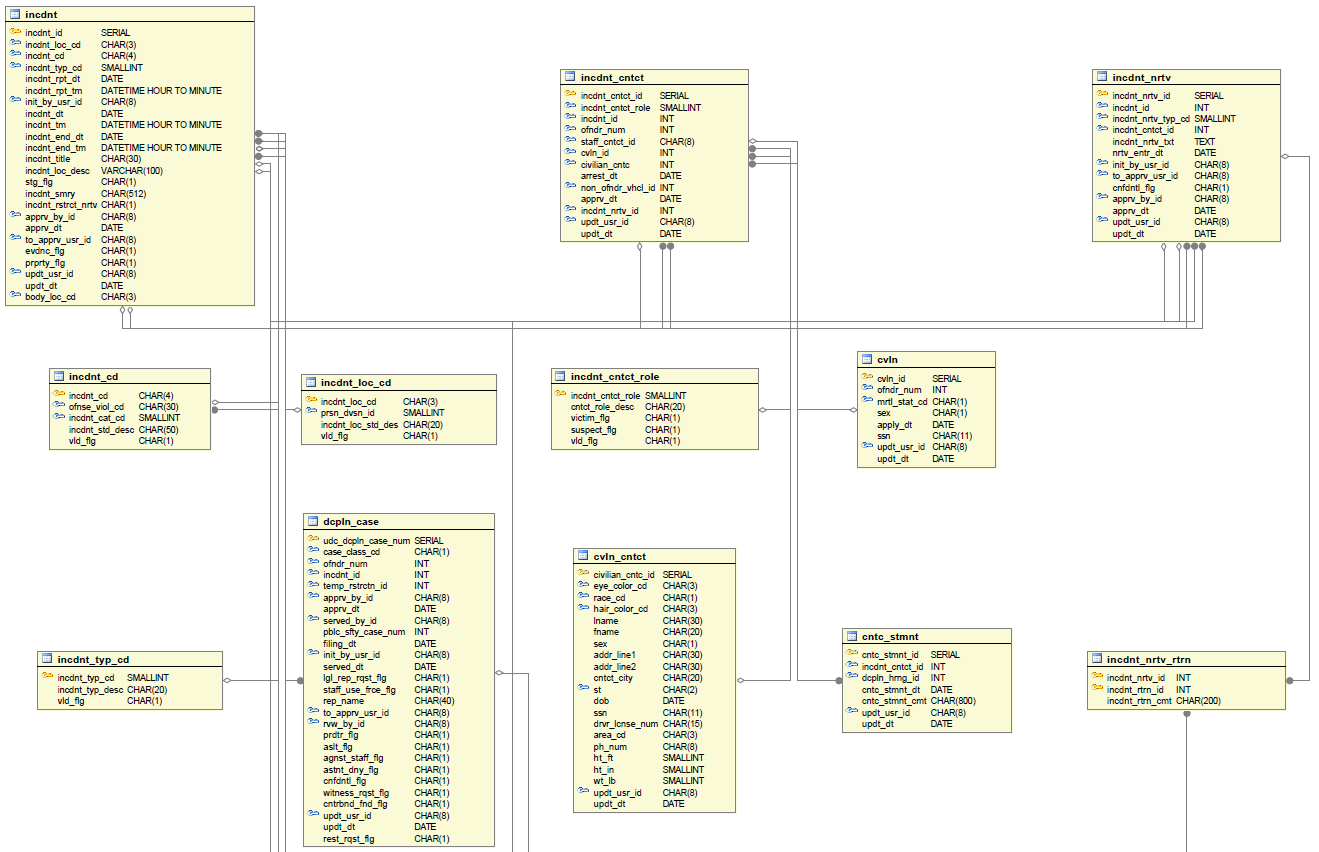 incdnt
incdnt_id SERIAL
incdnt_loc_cd CHAR(3)
incdnt_cd CHAR(4)
incdnt_typ_cd SMALLINT
incdnt_rpt_dt DATE
incdnt_rpt_tm DATETIME HOUR TO MINUTE
init_by_usr_id CHAR(8)
incdnt_dt DATE
incdnt_tm DATETIME HOUR TO MINUTE
incdnt_end_dt DATE
incdnt_end_tm DATETIME HOUR TO MINUTE
incdnt_title CHAR(30)
incdnt_loc_desc VARCHAR(100)
stg_flg CHAR(1)
incdnt_smry CHAR(512)
incdnt_rstrct_nrtv CHAR(1)
apprv_by_id CHAR(8)
apprv_dt DATE
to_apprv_usr_id CHAR(8)
evdnc_flg CHAR(1)
prprty_flg CHAR(1)
updt_usr_id CHAR(8)
updt_dt DATE
body_loc_cd CHAR(3)
incdnt_cntct
incdnt_cntct_id SERIAL
incdnt_cntct_role SMALLINT
incdnt_id INT
ofndr_num INT
staff_cntct_id CHAR(8)
cvln_id INT
civilian_cntc INT
arrest_dt DATE
non_ofndr_vhcl_id INT
apprv_dt DATE
incdnt_nrtv_id INT
updt_usr_id CHAR(8)
updt_dt DATE
incdnt_nrtv
incdnt_nrtv_id SERIAL
incdnt_id INT
incdnt_nrtv_typ_cd SMALLINT
incdnt_cntct_id INT
incdnt_nrtv_txt TEXT
nrtv_entr_dt DATE
init_by_usr_id CHAR(8)
to_apprv_usr_id CHAR(8)
cnfdntl_flg CHAR(1)
apprv_by_id CHAR(8)
apprv_dt DATE
updt_usr_id CHAR(8)
updt_dt DATE
incdnt_cd
incdnt_cd CHAR(4)
ofnse_viol_cd CHAR(30)
incdnt_cat_cd SMALLINT
incdnt_std_desc CHAR(50)
vld_flg CHAR(1)
incdnt_loc_cd
incdnt_loc_cd CHAR(3)
prsn_dvsn_id SMALLINT
incdnt_loc_std_des CHAR(20)
vld_flg CHAR(1)
incdnt_cntct_role
incdnt_cntct_role SMALLINT
cntct_role_desc CHAR(20)
victim_flg CHAR(1)
suspect_flg CHAR(1)
vld_flg CHAR(1)
cvln
cvln_id SERIAL
ofndr_num INT
mrtl_stat_cd CHAR(1)
sex CHAR(1)
apply_dt DATE
ssn CHAR(11)
updt_usr_id CHAR(8)
updt_dt DATE
dcpln_case
udc_dcpln_case_num SERIAL
case_class_cd CHAR(1)
ofndr_num INT
incdnt_id INT
temp_rstrctn_id INT
apprv_by_id CHAR(8)
apprv_dt DATE
served_by_id CHAR(8)
pblc_sfty_case_num INT
filing_dt DATE
init_by_usr_id CHAR(8)
served_dt DATE
lgl_rep_rqst_flg CHAR(1)
staff_use_frce_flg CHAR(1)
rep_name CHAR(40)
to_apprv_usr_id CHAR(8)
rvw_by_id CHAR(8)
prdtr_flg CHAR(1)
aslt_flg CHAR(1)
agnst_staff_flg CHAR(1)
astnt_dny_flg CHAR(1)
cnfdntl_flg CHAR(1)
witness_rqst_flg CHAR(1)
cntrbnd_fnd_flg CHAR(1)
updt_usr_id CHAR(8)
updt_dt DATE
rest_rqst_flg CHAR(1)
cvln_cntct
civilian_cntc_id SERIAL
eye_color_cd CHAR(3)
race_cd CHAR(1)
hair_color_cd CHAR(3)
lname CHAR(30)
fname CHAR(20)
sex CHAR(1)
addr_line1 CHAR(30)
addr_line2 CHAR(30)
cntct_city CHAR(20)
st CHAR(2)
dob DATE
ssn CHAR(11)
drvr_lcnse_num CHAR(15)
area_cd CHAR(3)
ph_num CHAR(8)
ht_ft SMALLINT
ht_in SMALLINT
wt_lb SMALLINT
updt_usr_id CHAR(8)
updt_dt DATE
cntc_stmnt
cntc_stmnt_id SERIAL
incdnt_cntct_id INT
dcpln_hrng_id INT
cntc_stmnt_dt DATE
cntc_stmnt_cmt CHAR(800)
updt_usr_id CHAR(8)
updt_dt DATE
incdnt_typ_cd
incdnt_typ_cd SMALLINT
incdnt_typ_desc CHAR(20)
vld_flg CHAR(1)
incdnt_nrtv_rtrn
incdnt_nrtv_id INT
incdnt_rtrn_id INT
incdnt_rtrn_cmt CHAR(200)